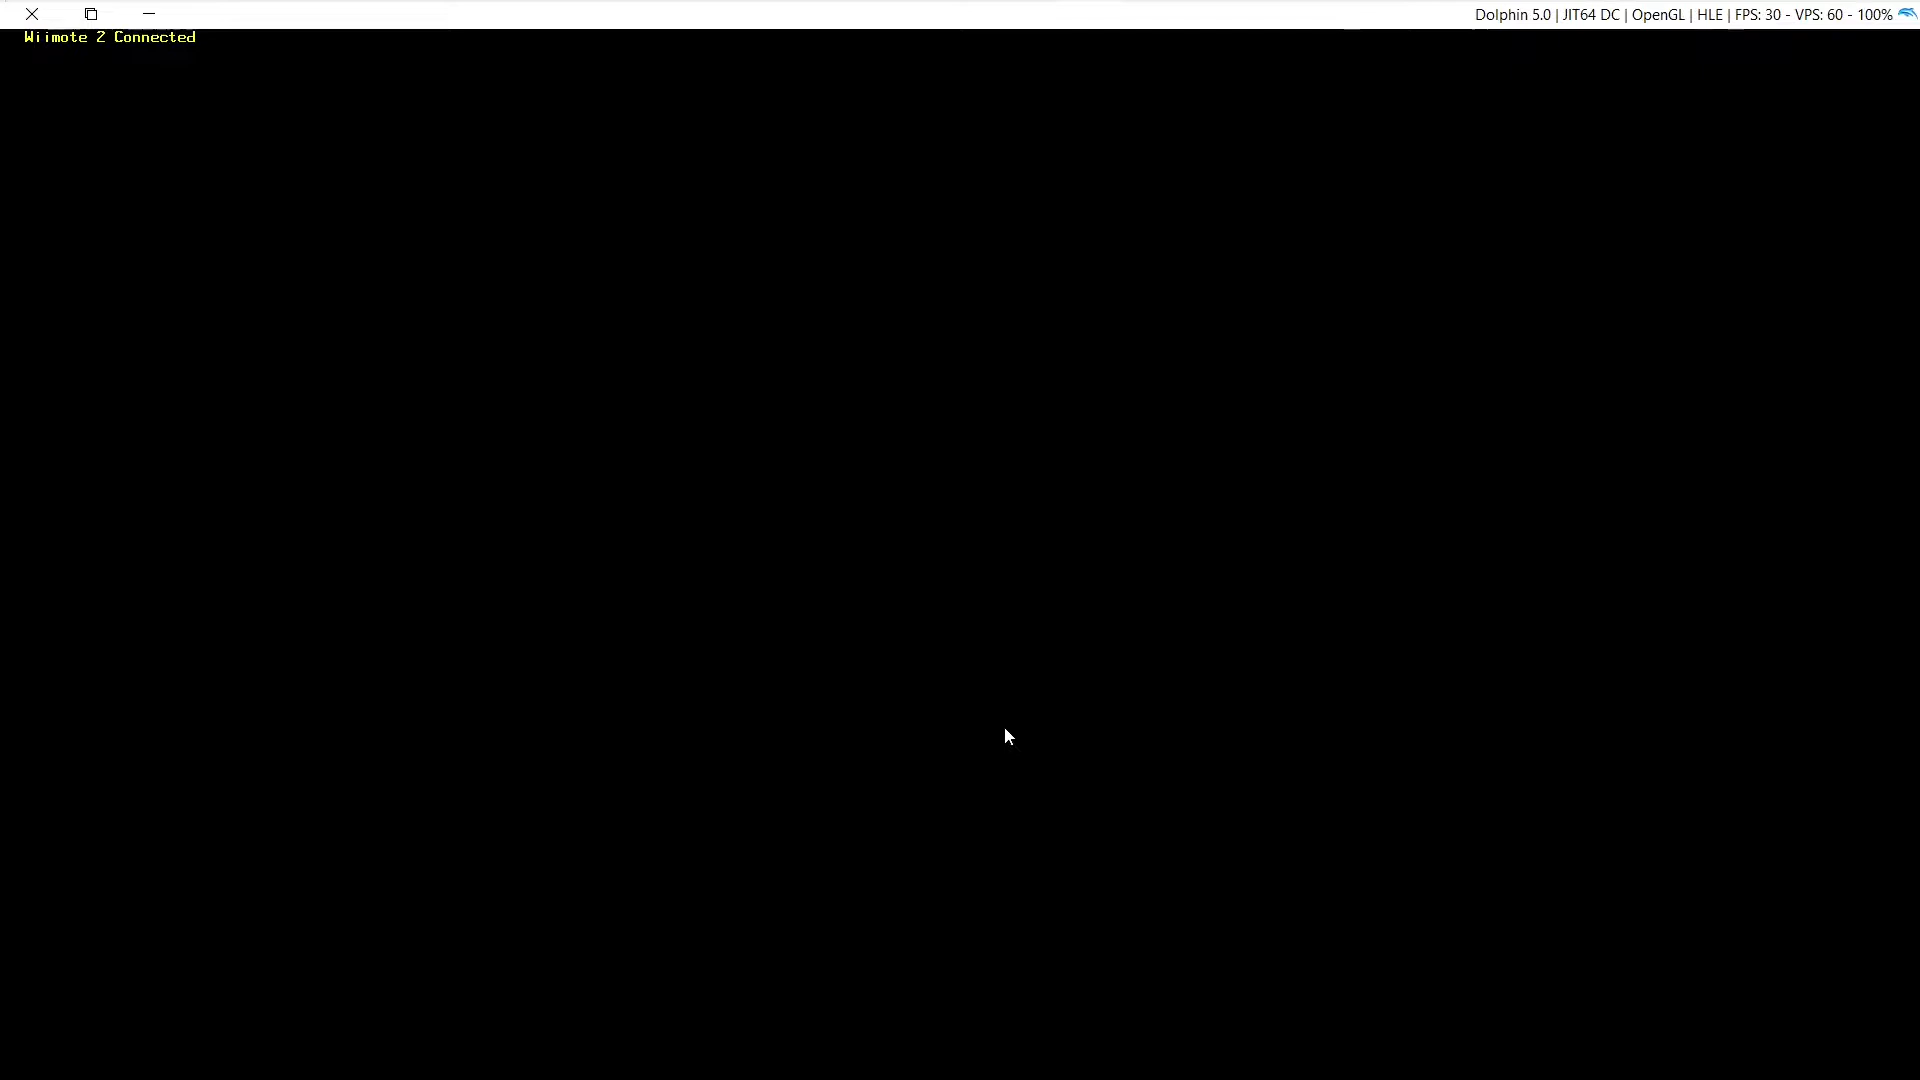 Dolphin 5.0 | JIT64 DC | OpenGL | HLE | FPS: 30 - VPS: 60 - 100%
Wiimote 2 Connected